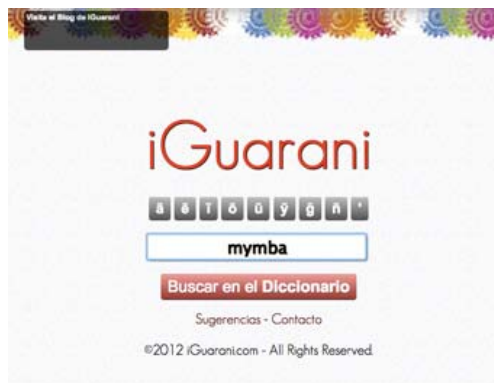 Visita el Blog de iGuarani
iGuarani
ã ẽ ĩ õ ũ ỹ g̃ ñ '
mymba
Buscar en el Diccionario
Sugerencias - Contacto
©2012 iGuarani.com - All Rights Reserved.